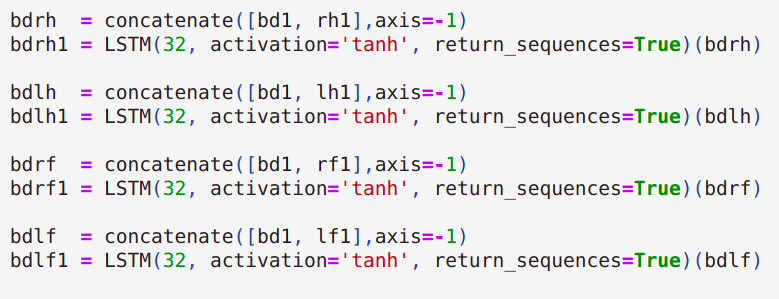 bdrh  = concatenate([bd1, rh1],axis=-1)
bdrh1 = LSTM(32, activation='tanh', return_sequences=True)(bdrh)
bdlh  = concatenate([bd1, lh1],axis=-1)
bdlh1 = LSTM(32, activation='tanh', return_sequences=True)(bdlh)
bdrf  = concatenate([bd1, rf1],axis=-1)
bdrf1 = LSTM(32, activation='tanh', return_sequences=True)(bdrf)
bdlf  = concatenate([bd1, lf1],axis=-1)
bdlf1 = LSTM(32, activation='tanh', return_sequences=True)(bdlf)